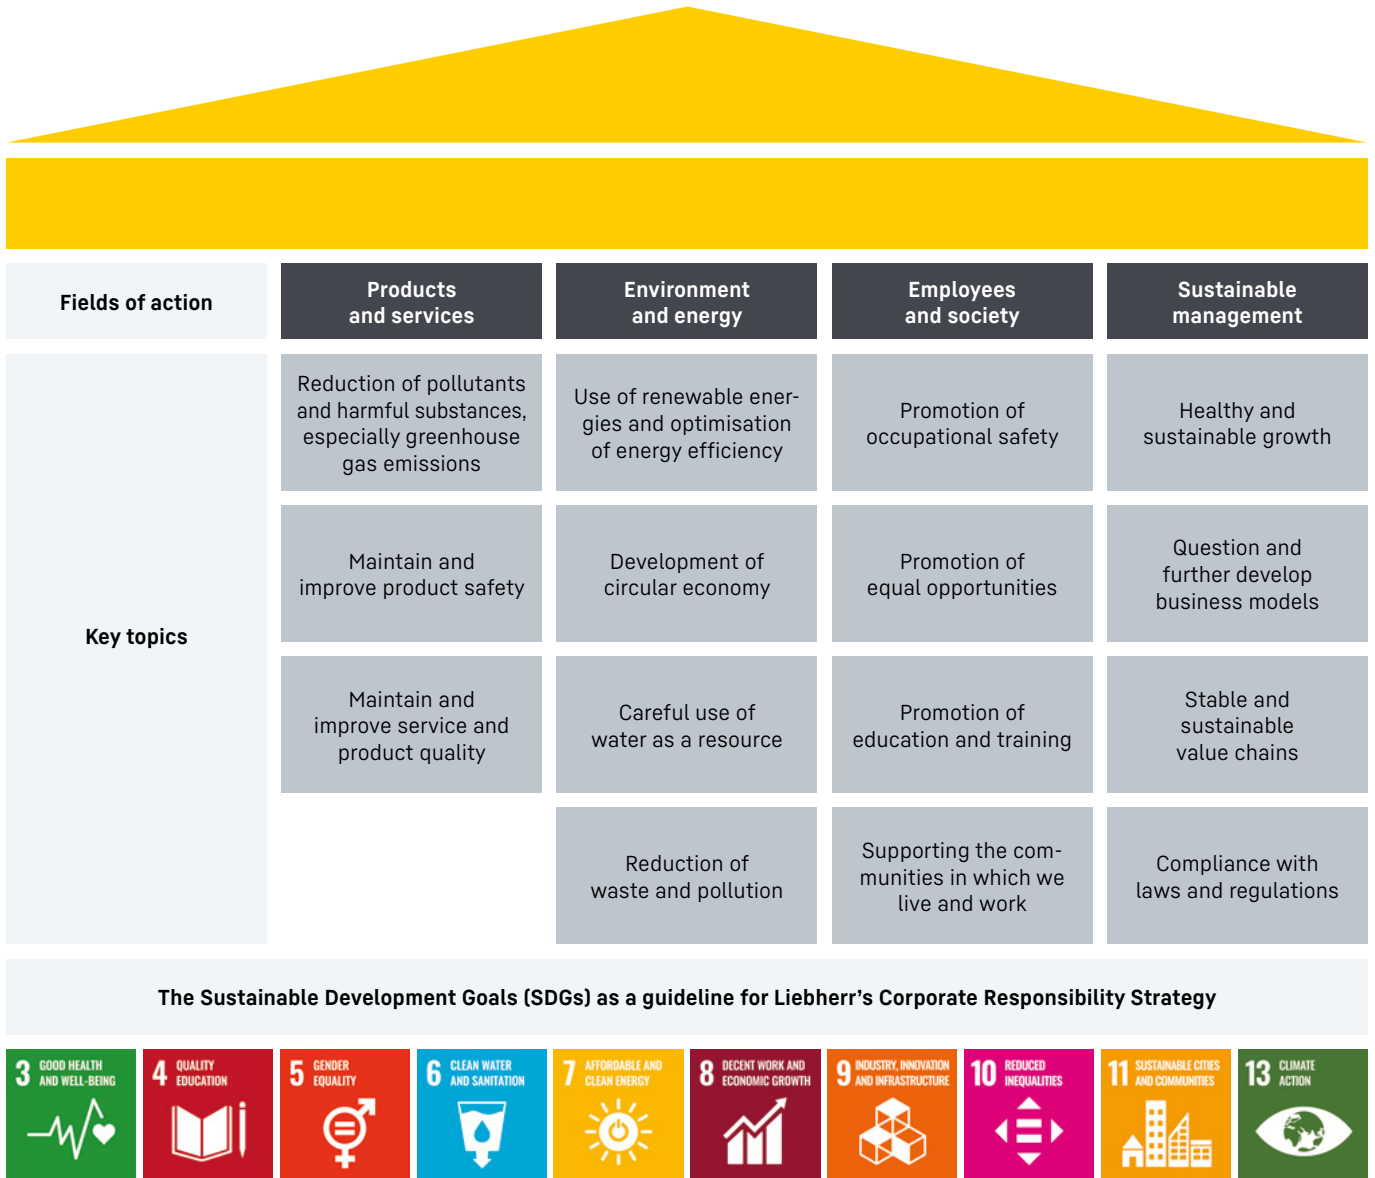 Fields of action
Products
and services
Environment
and energy
Employees
and society
Sustainable
management
Key topics
Reduction of pollutants
and harmful substances,
especially greenhouse
gas emissions
Use of renewable ener-
gies and optimisation
of energy efficiency
Promotion of
occupational safety
Healthy and
sustainable growth
Maintain and
improve product safety
Development of
circular economy
Promotion of
equal opportunities
Question and
further develop
business models
Maintain and
improve service and
product quality
Careful use of
water as a resource
Promotion of
education and training
Stable and
sustainable
value chains
Reduction of
waste and pollution
Supporting the com-
munities in which we
live and work
Compliance with
laws and regulations
The Sustainable Development Goals (SDGs) as a guideline for Liebherr’s Corporate Responsibility Strategy
3 GOOD HEALTH
AND WELL-BEING
4 QUALITY
EDUCATION
5 GENDER
EQUALITY
6 CLEAN WATER
AND SANITATION
7 AFFORDABLE AND
CLEAN ENERGY
8 DECENT WORK AND
ECONOMIC GROWTH
9 INDUSTRY, INNOVATION
AND INFRASTRUCTURE
10 REDUCED
INEQUALITIES
11 SUSTAINABLE CITIES
AND COMMUNITIES
13 CLIMATE
ACTION